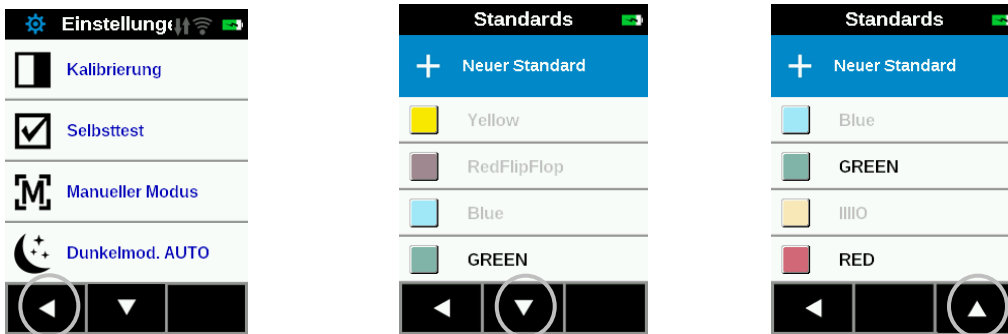 Einstellunge
Kalibrierung
Selbsttest
M
Manueller Modus
Dunkelmod. AUTO
Standards
Neuer Standard
Yellow
RedFlipFlop
Blue
GREEN
Standards
Neuer Standard
Blue
GREEN
RED